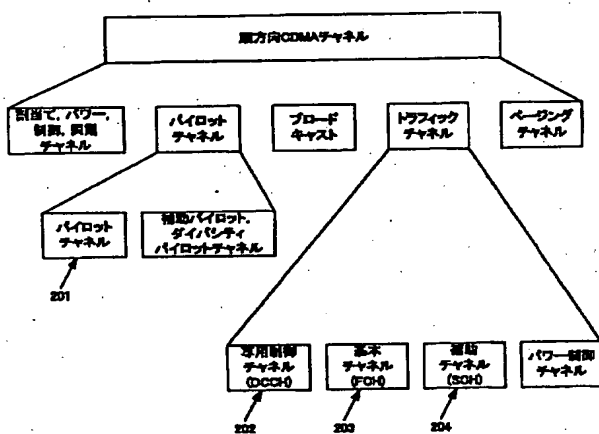 順方向CDMAチャネル
割当て, パワー,
制御, 同期
チャネル
パイロット
チャネル
ブロード
キャスト
トラフィック
チャネル
ページング
チャネル
パイロット
チャネル
補助パイロット,
ダイバシティ
パイロットチャネル
201
専用制御
チャネル
(DCCH)
基本
チャネル
(FCH)
補助
チャネル
(SCH)
パワー制御
チャネル
202
203
204